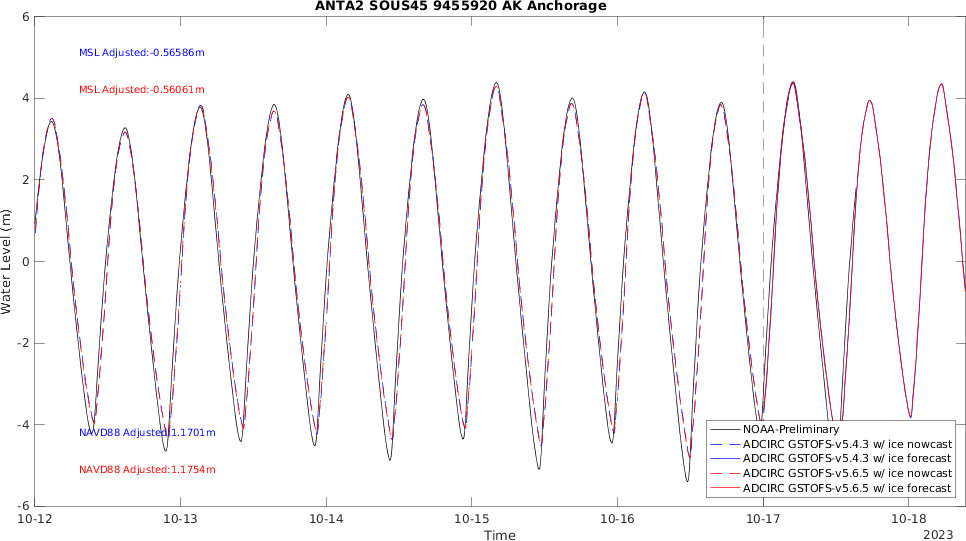 ANTA2 SOUS45 9455920 AK Anchorage
6
4
2
0
-2
-4
-6
Water Level (m)
MSL Adjusted:-0.56586m
MSL Adjusted:-0.56061m
NAVD88 Adjusted:1.1701m
NAVD88 Adjusted:1.1754m
NOAA-Preliminary
ADCIRC GSTOFS-v5.4.3 w/ ice nowcast
ADCIRC GSTOFS-v5.4.3 w/ ice forecast
ADCIRC GSTOFS-v5.6.5 w/ ice nowcast
ADCIRC GSTOFS-v5.6.5 w/ ice forecast
10-12
10-13
10-14
10-15
10-16
10-17
10-18
Time
2023